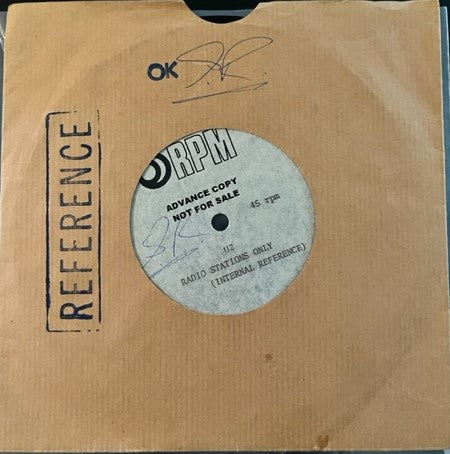 OK
REFERENCE
RPM
ADVANCE COPY
NOT FOR SALE
45 rpm
U2
RADIO STATIONS ONLY
(INTERNAL REFERENCE)